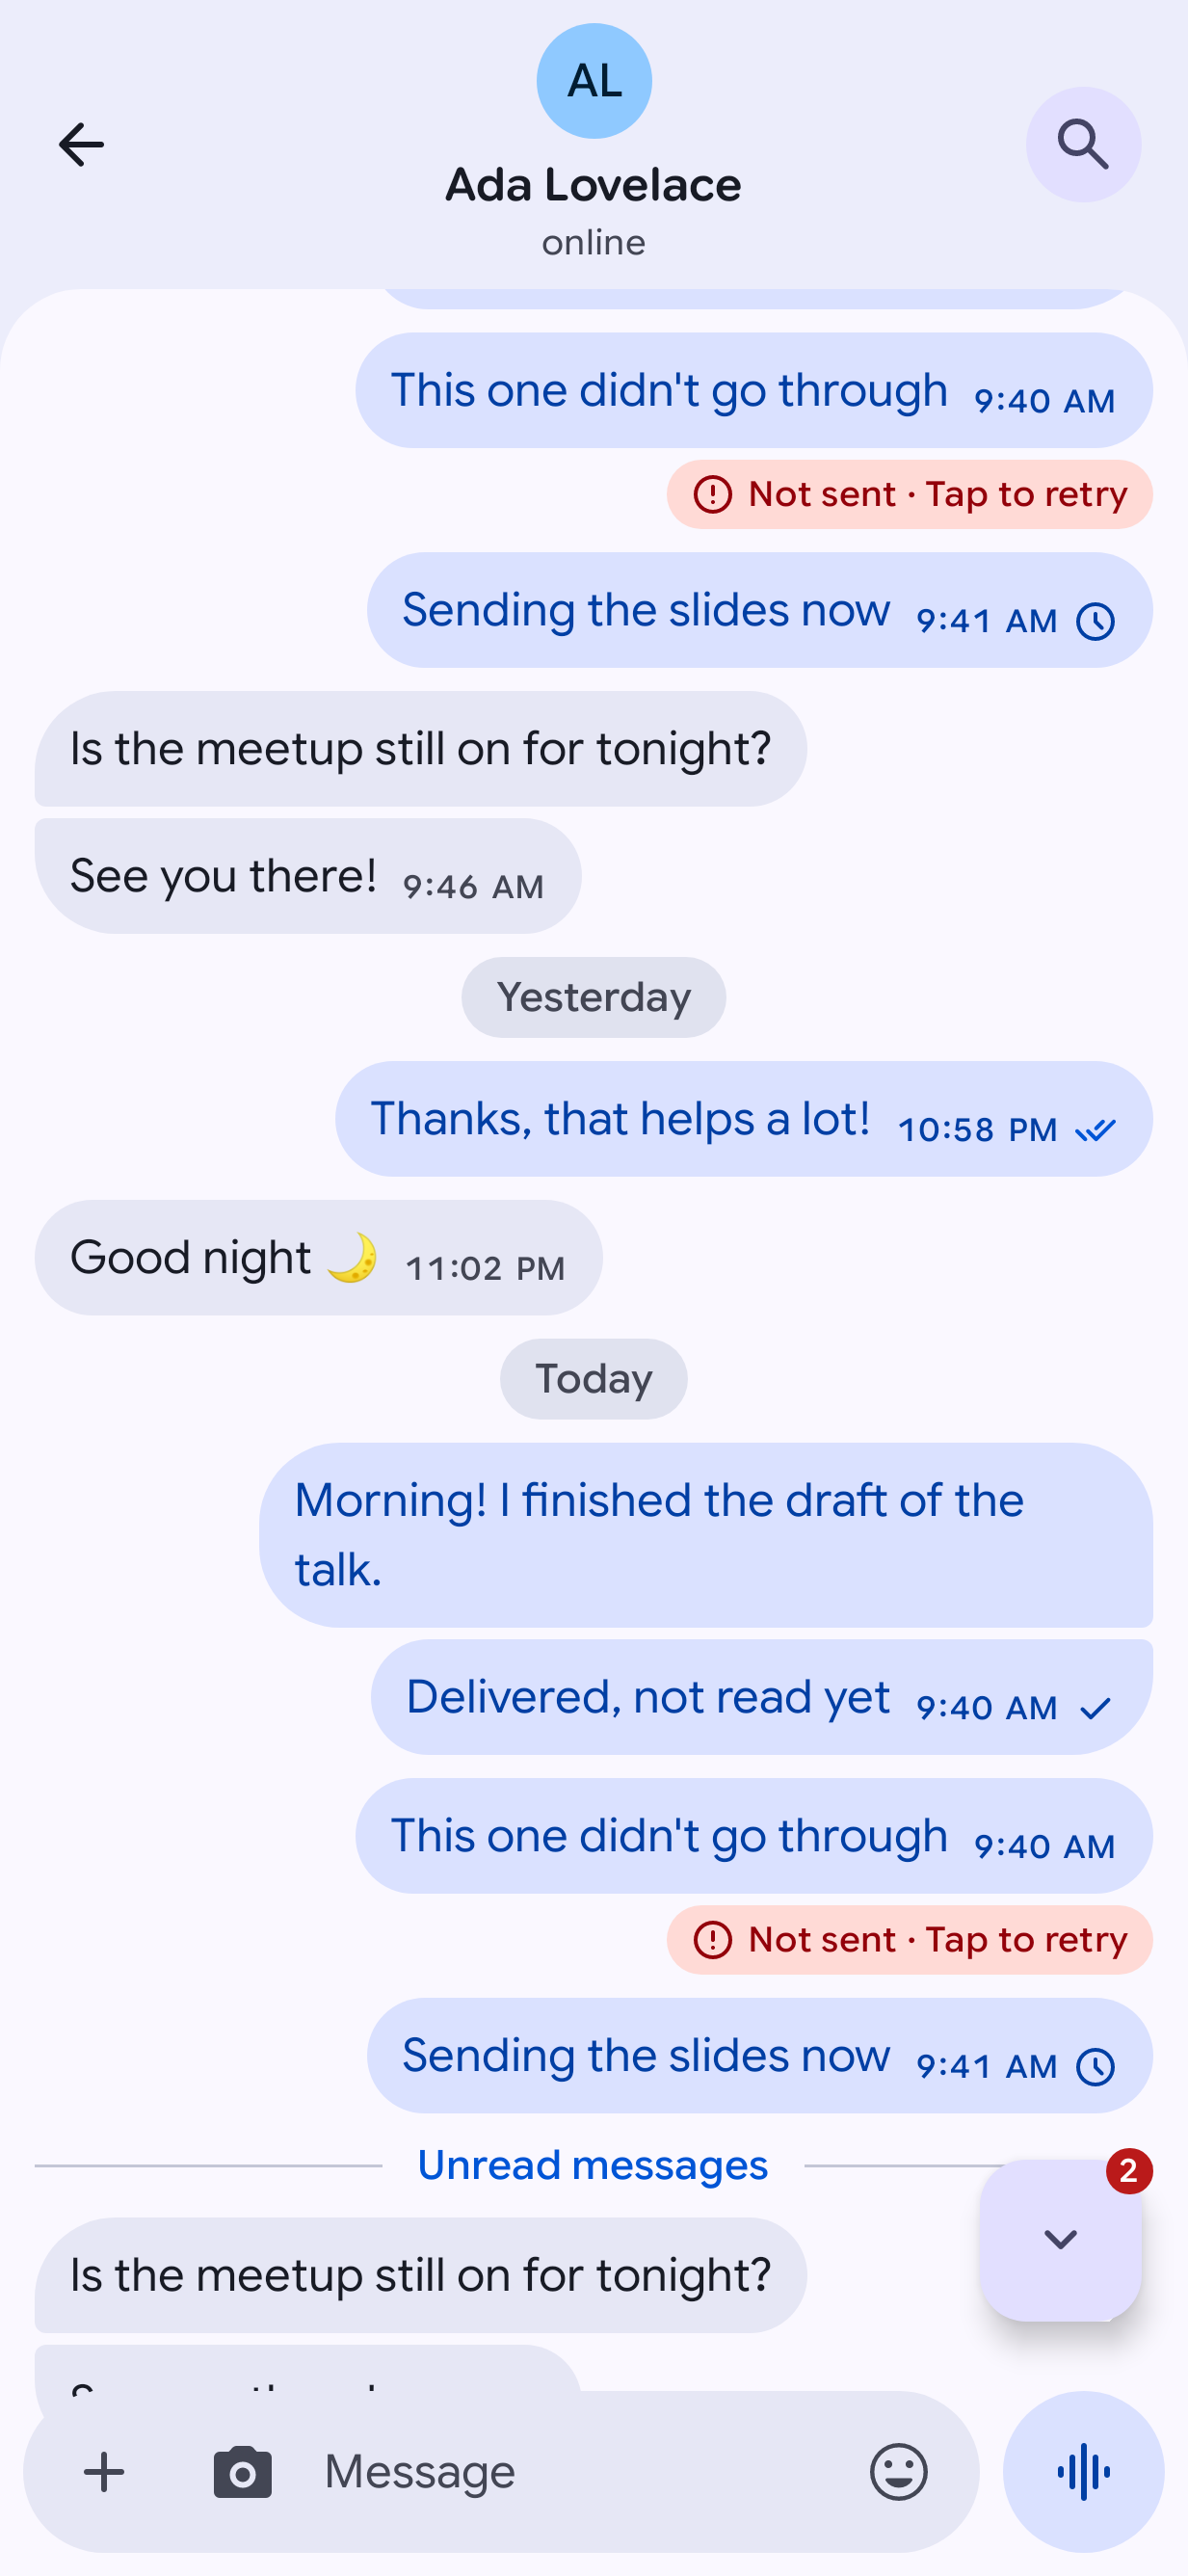 AL
Ada Lovelace
online
This one didn't go through 9:40 AM
Not sent · Tap to retry
Sending the slides now 9:41 AM
Is the meetup still on for tonight?
See you there! 9:46 AM
Yesterday
Thanks, that helps a lot! 10:58 PM
Good night 🌙 11:02 PM
Today
Morning! I finished the draft of the
talk.
Delivered, not read yet 9:40 AM
This one didn't go through 9:40 AM
Not sent · Tap to retry
Sending the slides now 9:41 AM
Unread messages
2
Is the meetup still on for tonight?
Message